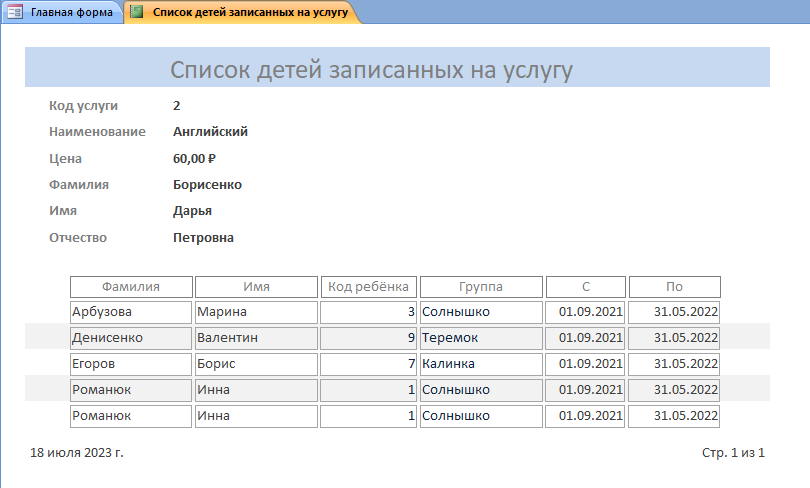 Главная форма Список детей записанных на услугу
Список детей записанных на услугу
Код услуги 2
Наименование Английский
Цена 60,00 ₽
Фамилия Борисенко
Имя Дарья
Отчество Петровна
Фамилия Имя Код ребёнка Группа С По
Арбузова Марина 3 Солнышко 01.09.2021 31.05.2022
Денисенко Валентин 9 Теремок 01.09.2021 31.05.2022
Егоров Борис 7 Калинка 01.09.2021 31.05.2022
Романюк Инна 1 Солнышко 01.09.2021 31.05.2022
Романюк Инна 1 Солнышко 01.09.2021 31.05.2022
18 июля 2023 г. Стр. 1 из 1